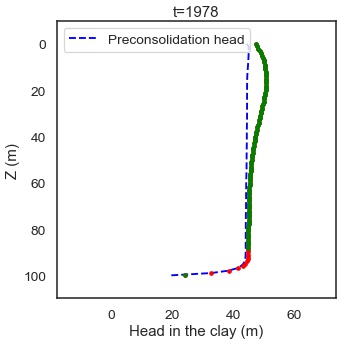 t=1978
Preconsolidation head
0
20
40
60
80
100
Z (m)
0 20 40 60
Head in the clay (m)